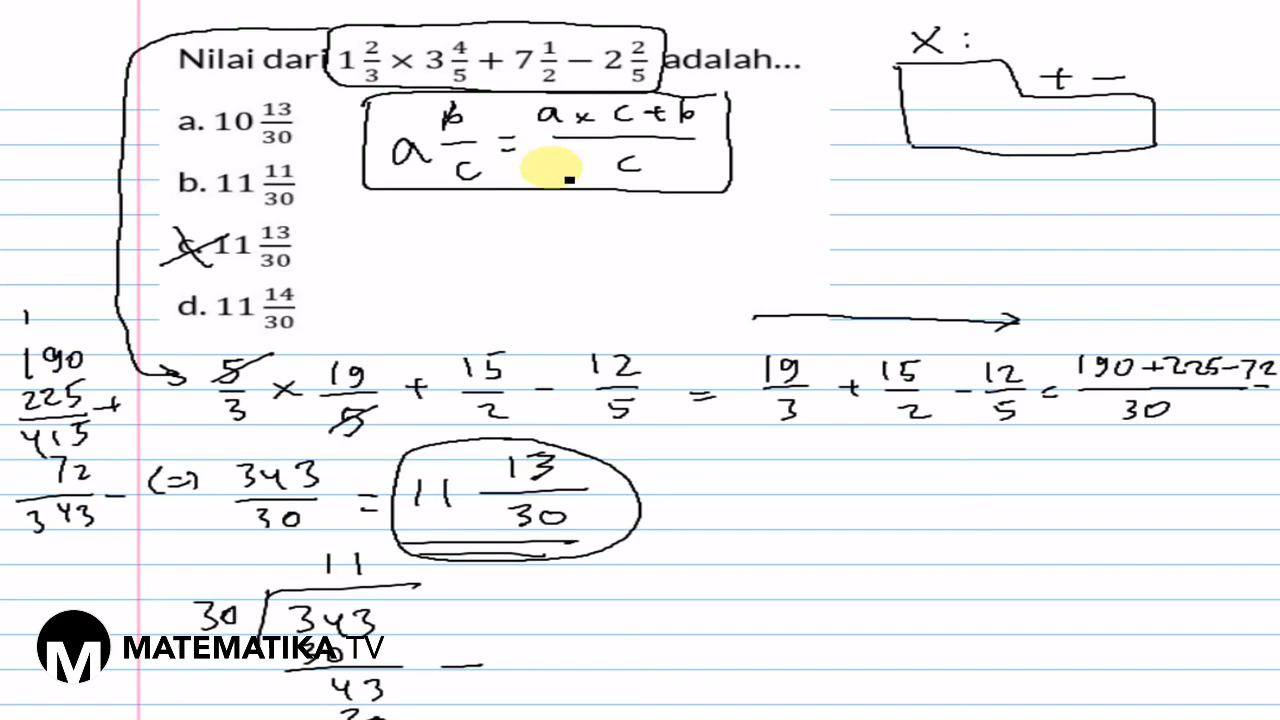 × :
+ −
Nilai dari 1 2/3 × 3 4/5 + 7 1/2 − 2 2/5 adalah...
a. 10 13/30
b. 11 11/30
c. 11 13/30
d. 11 14/30
a b/c = a × c + b / c
5/3 × 19/5 + 15/2 − 12/5 = 19/3 + 15/2 − 12/5 = 190+225−72 / 30
1
190
225 +
415
72 −
343
(=) 343/30 = 11 13/30
11
30 343
30 −
43
MATEMATIKA TV